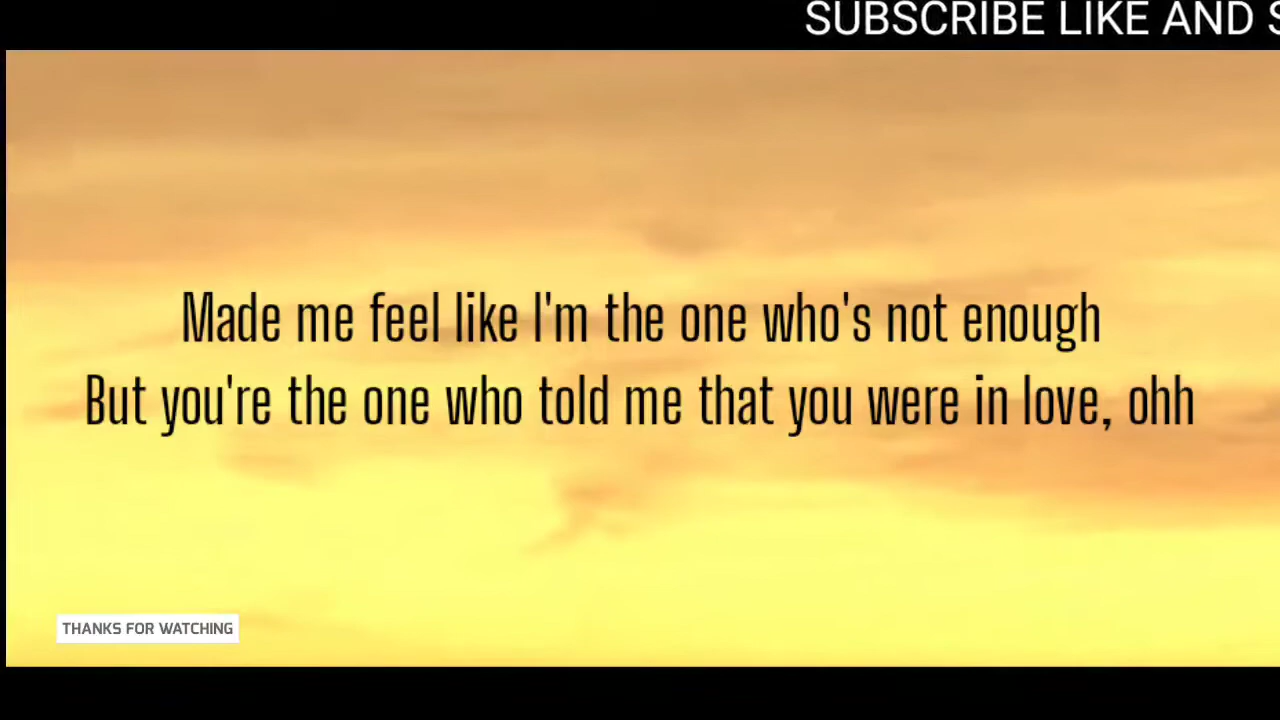 SUBSCRIBE LIKE AND
Made me feel like I'm the one who's not enough
But you're the one who told me that you were in love, ohh
THANKS FOR WATCHING